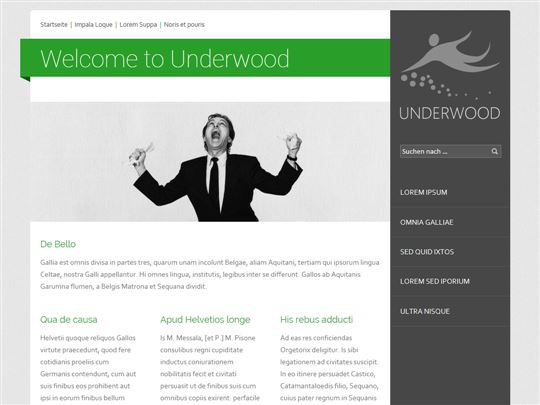 Startseite | Impala Loque | Lorem Suppa | Noris et pouris
Welcome to Underwood
UNDERWOOD
Suchen nach ...
LOREM IPSUM
OMNIA GALLIAE
SED QUID IXTOS
LOREM SED IPORIUM
ULTRA NISQUE
De Bello
Gallia est omnis divisa in partes tres, quarum unam incolunt Belgae, aliam Aquitani, tertiam qui ipsorum lingua
Celtae, nostra Galli appellantur. Hi omnes lingua, institutis, legibus inter se differunt. Gallos ab Aquitanis
Garumna flumen, a Belgis Matrona et Sequana dividit.
Qua de causa
Helvetii quoque reliquos Gallos
virtute praecedunt, quod fere
cotidianis proeliis cum
Germanis contendunt, cum aut
suis finibus eos prohibent aut
ipsi in eorum finibus bellum
Apud Helvetios longe
Is M. Messala, [et P.] M. Pisone
consulibus regni cupiditate
inductus coniurationem
nobilitatis fecit et civitati
persuasit ut de finibus suis cum
omnibus copiis exirent: perfacile
His rebus adducti
Ad eas res conficiendas
Orgetorix deligitur. Is sibi
legationem ad civitates suscipit.
In eo itinere persuadet Castico,
Catamantaloedis filio, Sequano,
cuius pater regnum in Sequanis